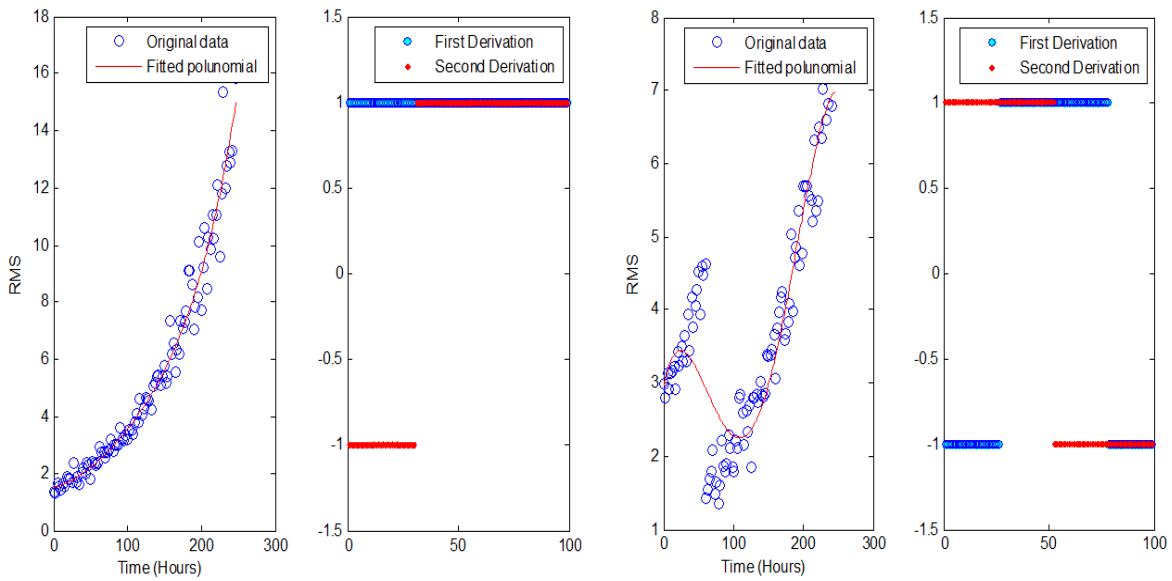 18
16
14
12
10
8
6
4
2
0
RMS
0 100 200 300
Time (Hours)
Original data
Fitted polunomial
1.5
1
0.5
0
-0.5
-1
-1.5
0 50 100
First Derivation
Second Derivation
8
7
6
5
4
3
2
1
RMS
0 100 200 300
Time (Hours)
Original data
Fitted polunomial
1.5
1
0.5
0
-0.5
-1
-1.5
0 50 100
First Derivation
Second Derivation